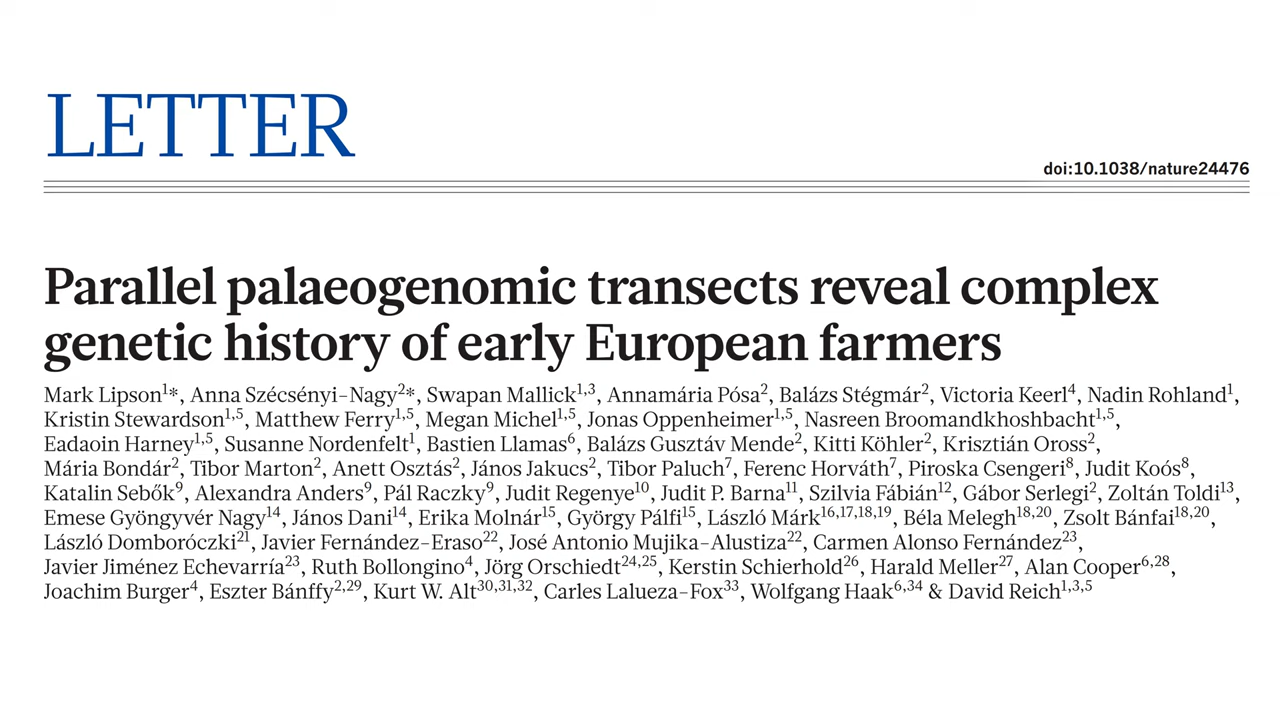 LETTER
doi:10.1038/nature24476
Parallel palaeogenomic transects reveal complex
genetic history of early European farmers
Mark Lipson1*, Anna Szécsényi-Nagy2*, Swapan Mallick1,3, Annamária Pósa2, Balázs Stégmár2, Victoria Keerl4, Nadin Rohland1,
Kristin Stewardson1,5, Matthew Ferry1,5, Megan Michel1,5, Jonas Oppenheimer1,5, Nasreen Broomandkhoshbacht1,5,
Eadaoin Harney1,5, Susanne Nordenfelt1, Bastien Llamas6, Balázs Gusztáv Mende2, Kitti Köhler2, Krisztián Oross2,
Mária Bondár2, Tibor Marton2, Anett Osztás2, János Jakucs2, Tibor Paluch7, Ferenc Horváth7, Piroska Csengeri8, Judit Koós8,
Katalin Sebők9, Alexandra Anders9, Pál Raczky9, Judit Regenye10, Judit P. Barna11, Szilvia Fábián12, Gábor Serlegi2, Zoltán Toldi13,
Emese Gyöngyvér Nagy14, János Dani14, Erika Molnár15, György Pálfi15, László Márk16,17,18,19, Béla Melegh18,20, Zsolt Bánfai18,20,
László Domboróczki21, Javier Fernández-Eraso22, José Antonio Mujika-Alustiza22, Carmen Alonso Fernández23,
Javier Jiménez Echevarría23, Ruth Bollongino4, Jörg Orschiedt24,25, Kerstin Schierhold26, Harald Meller27, Alan Cooper6,28,
Joachim Burger4, Eszter Bánffy2,29, Kurt W. Alt30,31,32, Carles Lalueza-Fox33, Wolfgang Haak6,34 & David Reich1,3,5